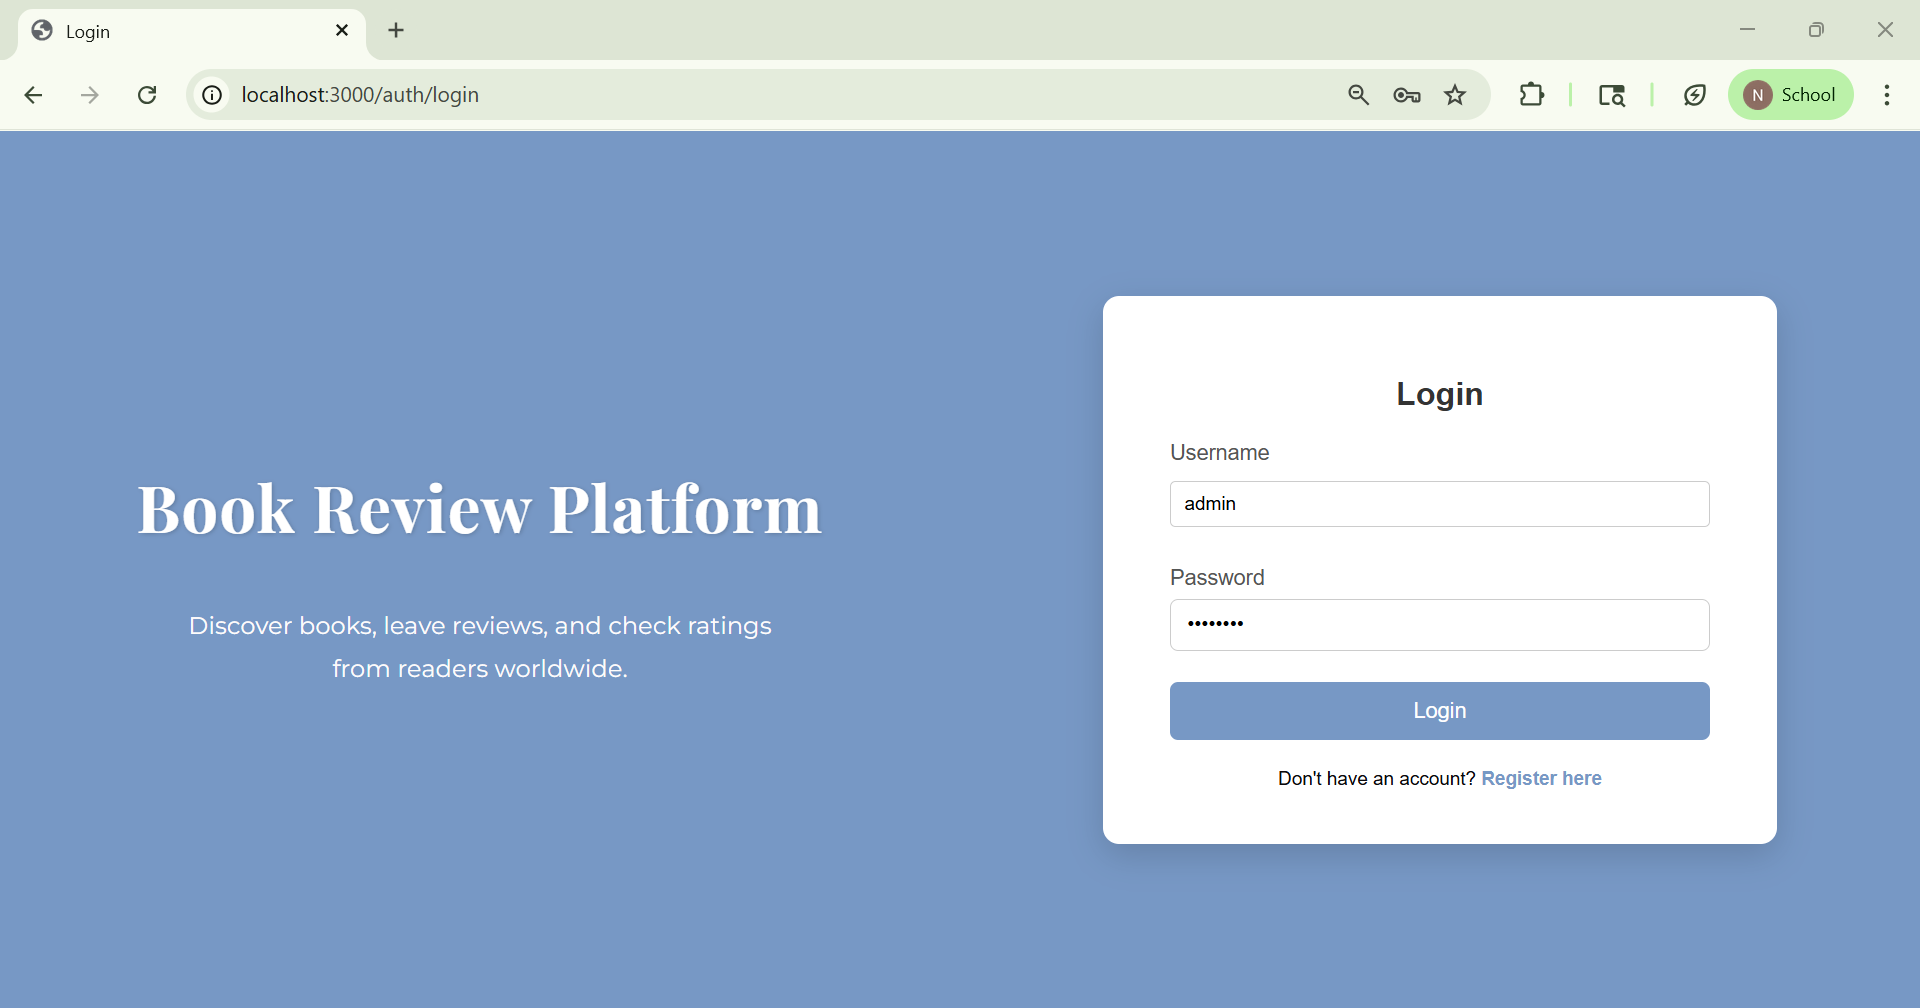 Login
localhost:3000/auth/login
N School
Book Review Platform
Discover books, leave reviews, and check ratings
from readers worldwide.
Login
Username
admin
Password
••••••••
Login
Don't have an account? Register here